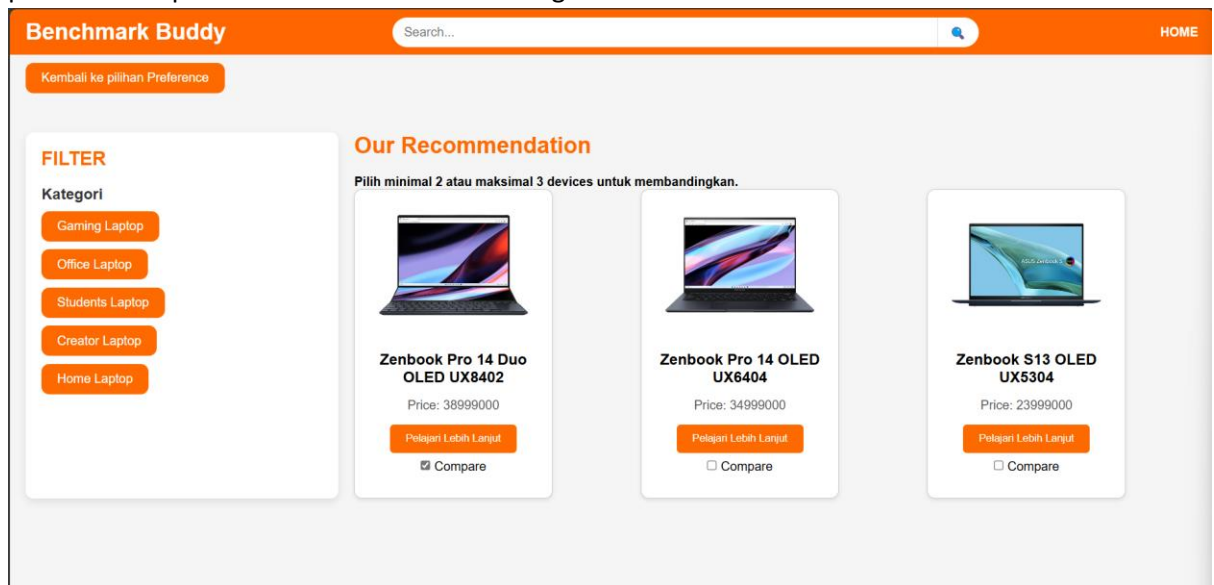 Benchmark Buddy
Search...
HOME
Kembali ke pilihan Preference
FILTER
Kategori
Gaming Laptop
Office Laptop
Students Laptop
Creator Laptop
Home Laptop
Our Recommendation
Pilih minimal 2 atau maksimal 3 devices untuk membandingkan.
Zenbook Pro 14 Duo
OLED UX8402
Price: 38999000
Pelajari Lebih Lanjut
Compare
Zenbook Pro 14 OLED
UX6404
Price: 34999000
Pelajari Lebih Lanjut
Compare
ASUS Zenbook S
Zenbook S13 OLED
UX5304
Price: 23999000
Pelajari Lebih Lanjut
Compare